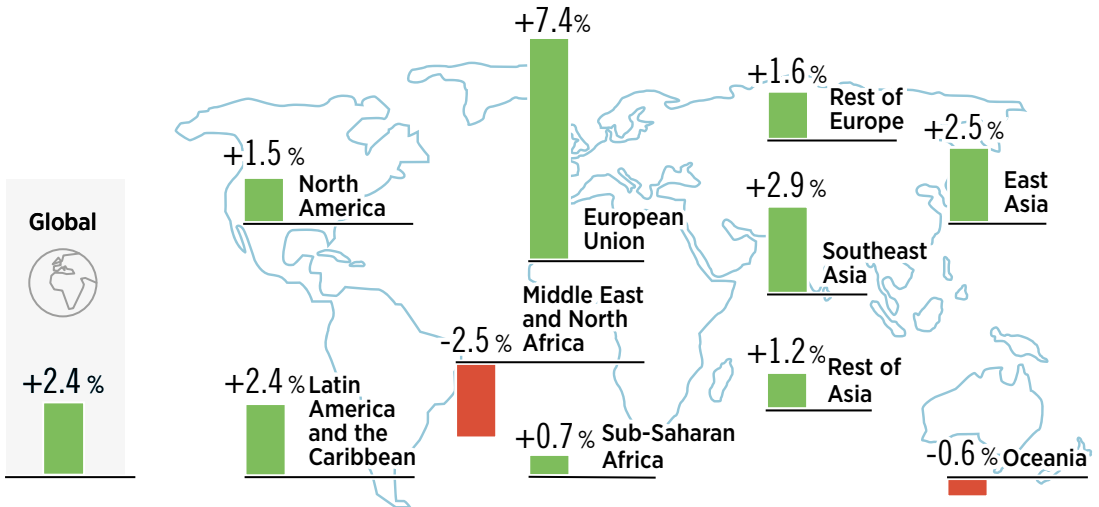 +7.4%
+1.6 %
Rest of
Europe
+2.5 %
East
Asia
+1.5 %
North
America
+2.9 %
Southeast
Asia
European
Union
Global
Middle East
and North
Africa
-2.5 %
+1.2 %
Rest of
Asia
+2.4 %
+2.4 %
Latin
America
and the
Caribbean
+0.7 %
Sub-Saharan
Africa
-0.6 %
Oceania